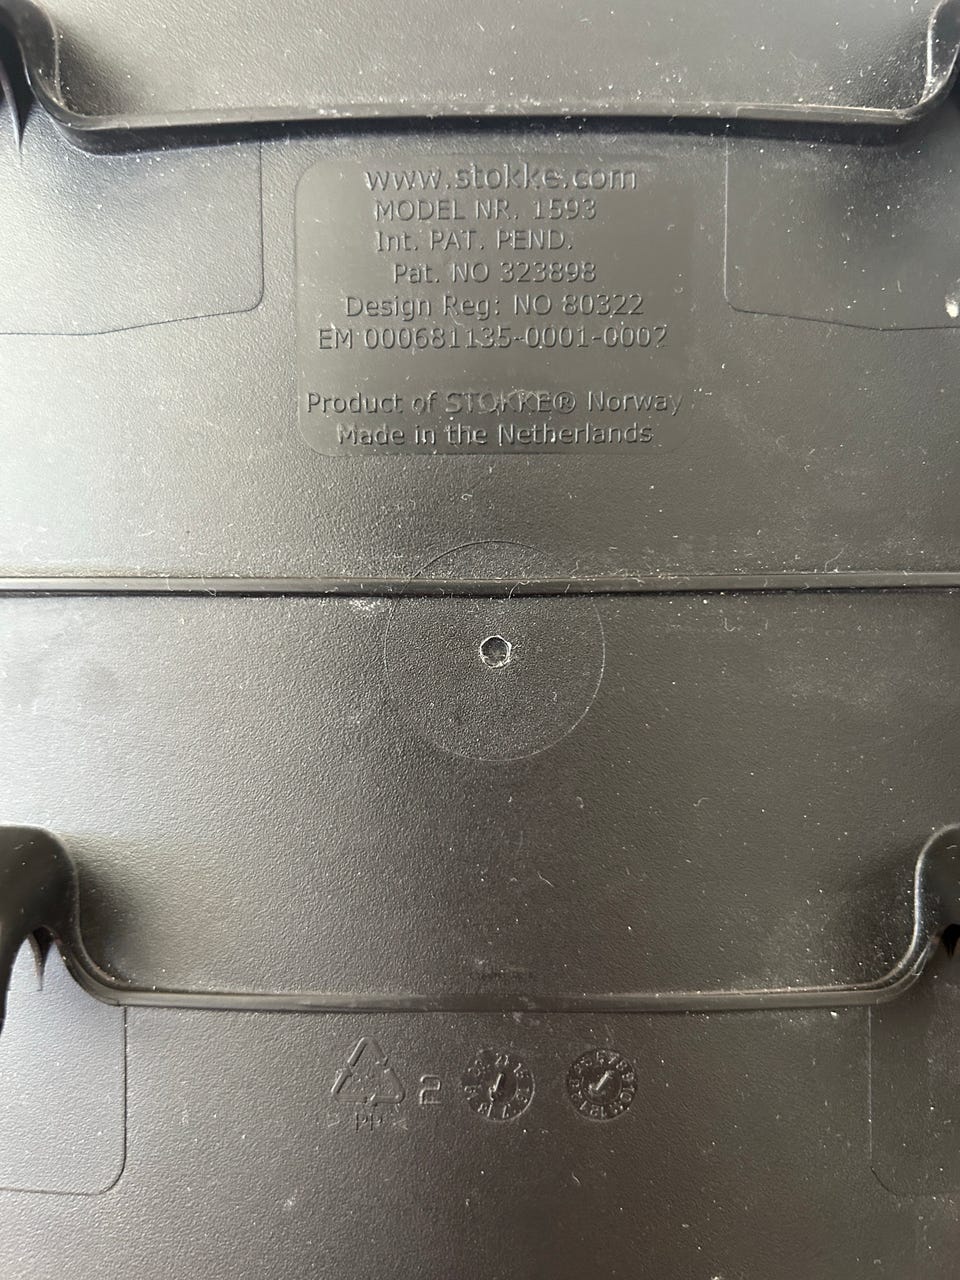 www.stokke.com
MODEL NR. 1593
Int. PAT. PEND.
Pat. NO 323898
Design Reg: NO 80322
EM 000681135-0001-0002
Product of STOKKE® Norway
Made in the Netherlands
PP
2